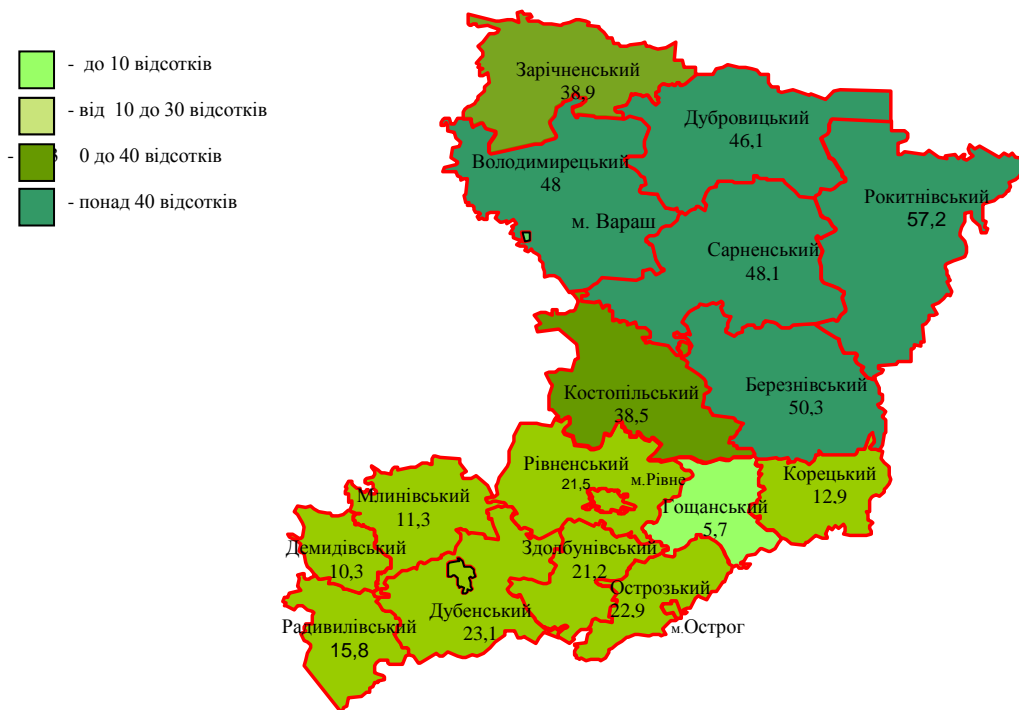 - до 10 відсотків
- від 10 до 30 відсотків
- 0 до 40 відсотків
- понад 40 відсотків
Зарічненський
38,9
Дубровицький
46,1
Володимирецький
48
Рокитнівський
57,2
м. Вараш
Сарненський
48,1
Березнівський
50,3
Костопільський
38,5
Рівненський
21,5
м.Рівне
Корецький
12,9
Гощанський
5,7
Млинівський
11,3
Демидівський
10,3
Здолбунівський
21,2
Острозький
22,9
Дубенський
23,1
м.Острог
Радивилівський
15,8